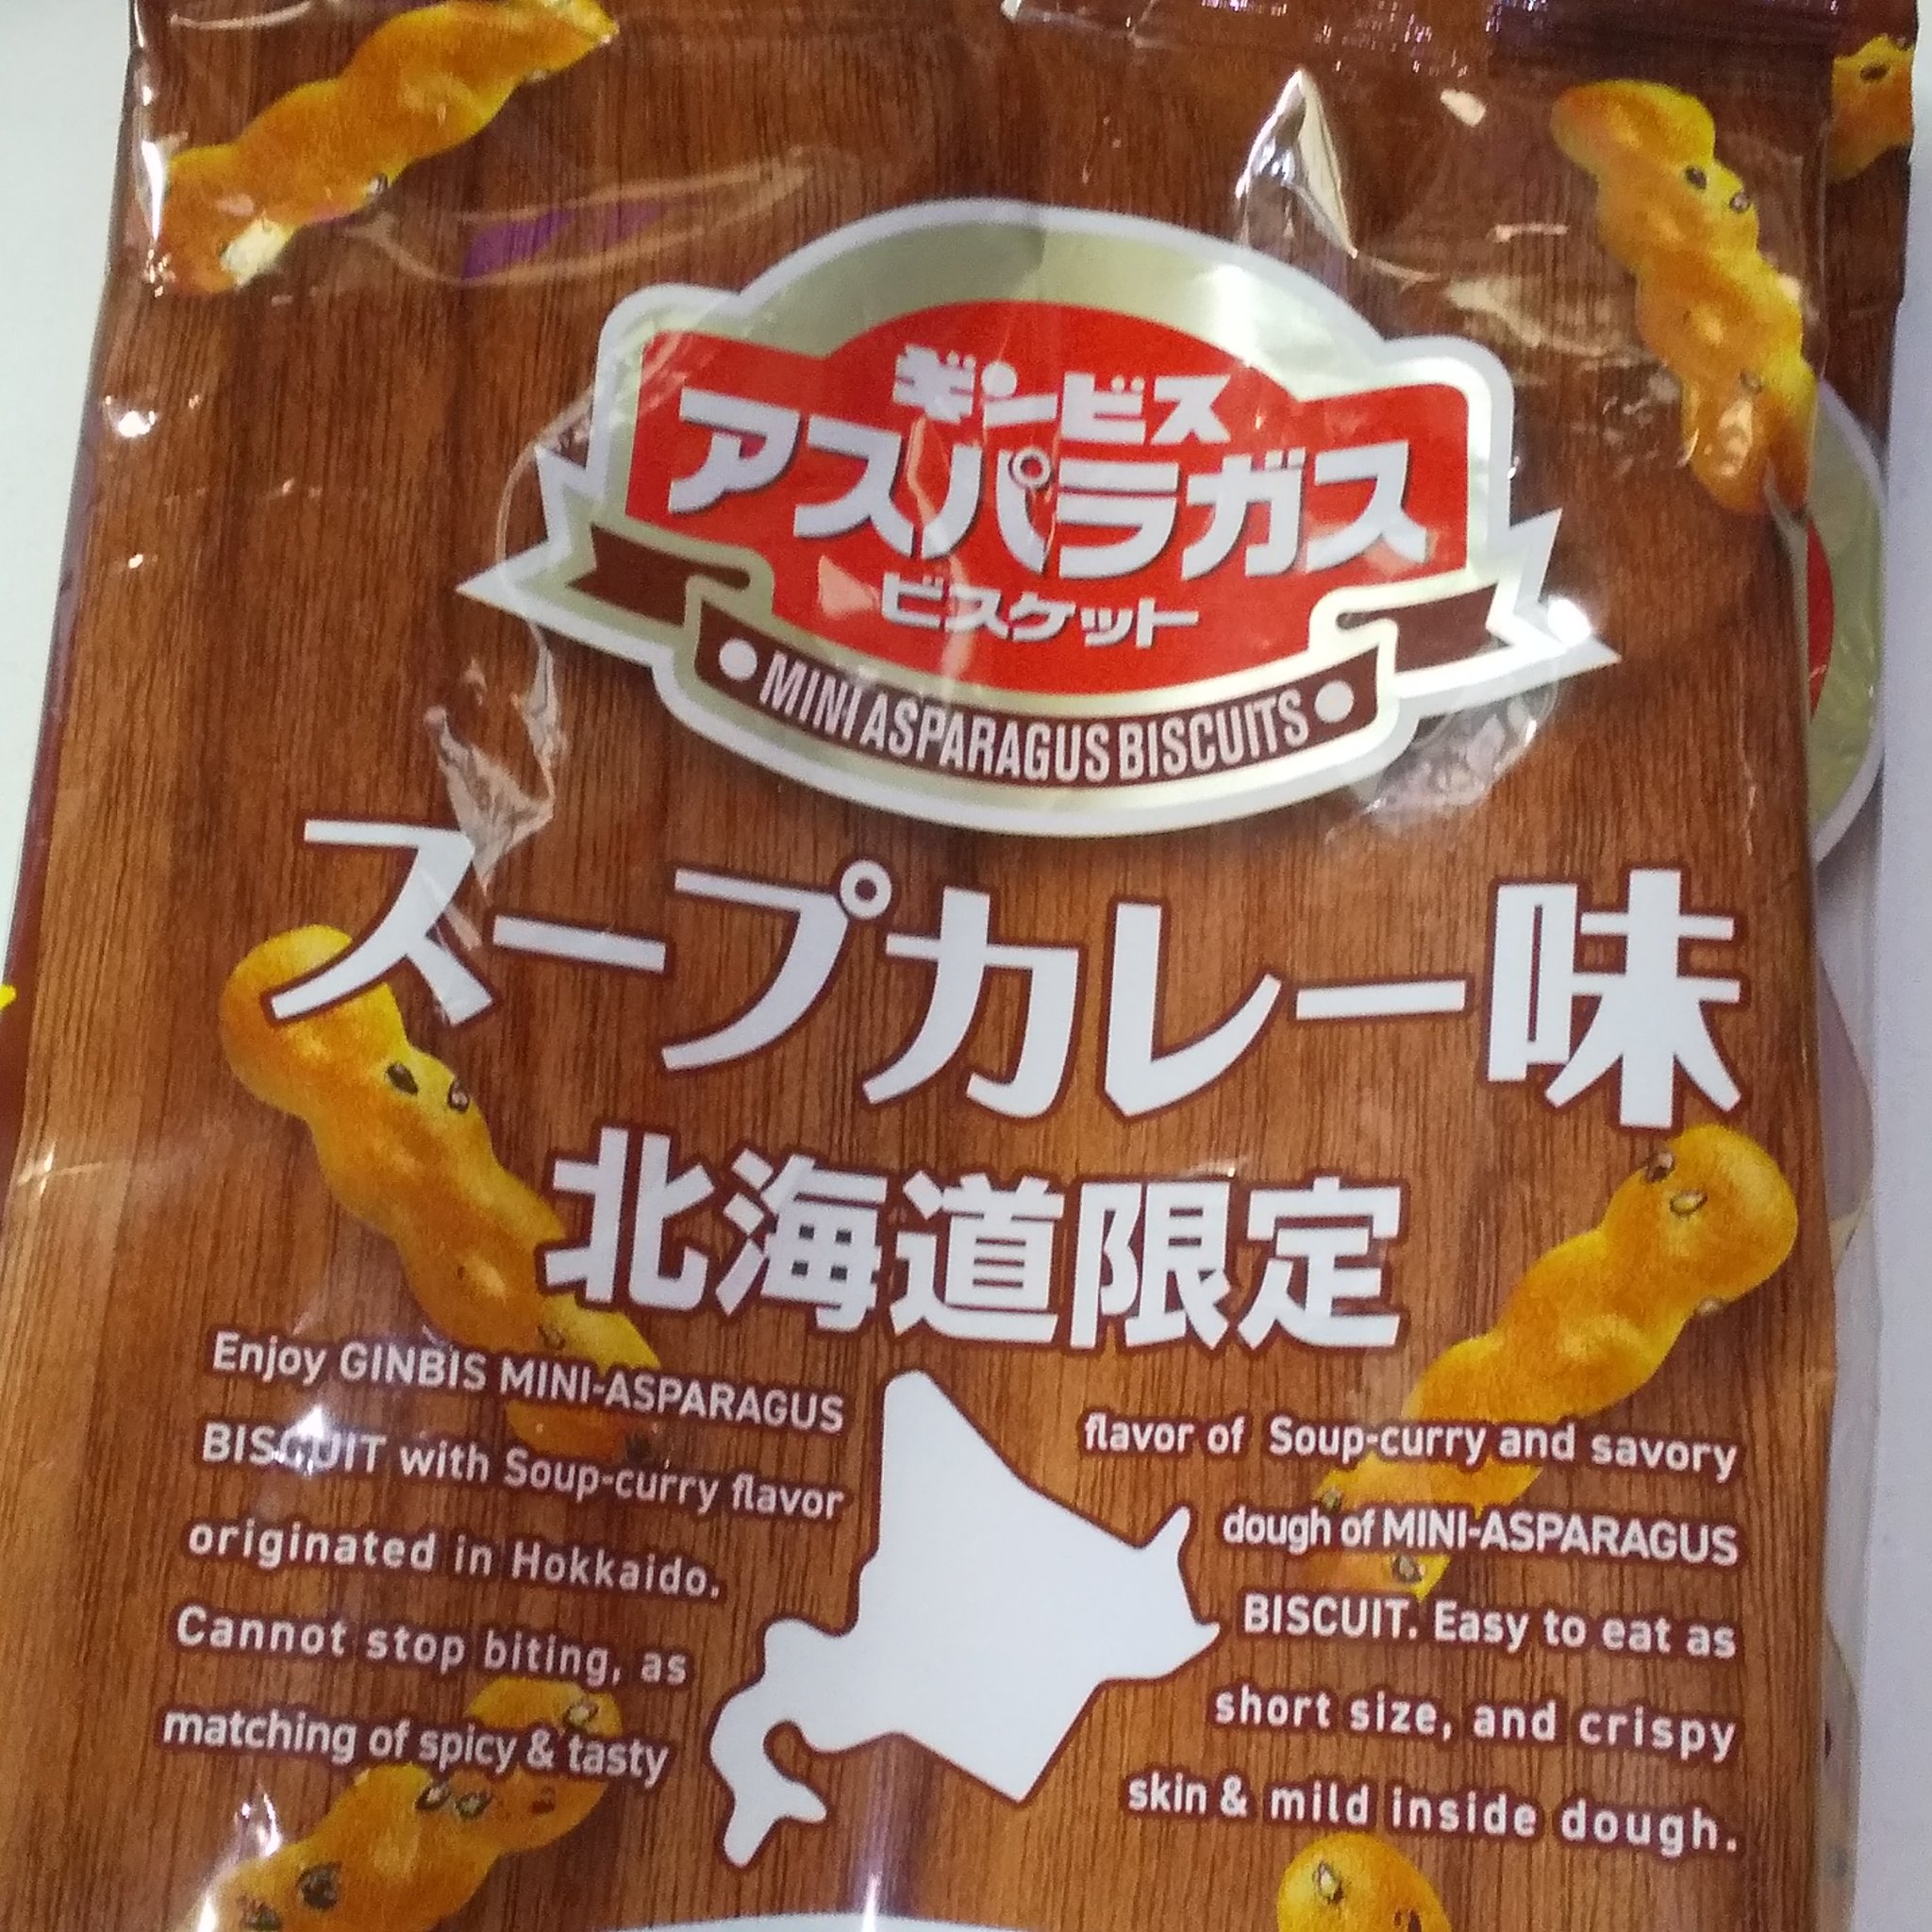 ギンビス
アスパラガス
ビスケット
MINI ASPARAGUS BISCUITS
スープカレー味
北海道限定
Enjoy GINBIS MINI-ASPARAGUS
BISCUIT with Soup-curry flavor
originated in Hokkaido.
Cannot stop biting, as
matching of spicy & tasty
flavor of Soup-curry and savory
dough of MINI-ASPARAGUS
BISCUIT. Easy to eat as
short size, and crispy
skin & mild inside dough.